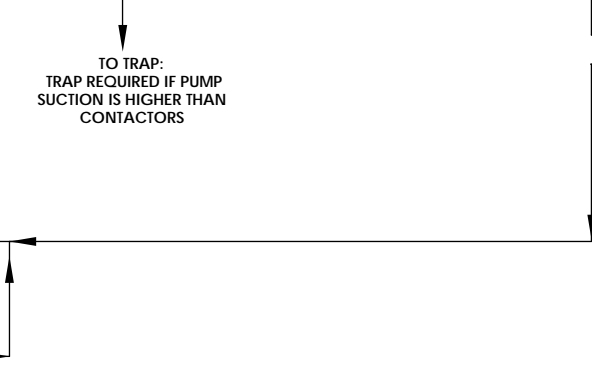 TO TRAP:
TRAP REQUIRED IF PUMP
SUCTION IS HIGHER THAN
CONTACTORS